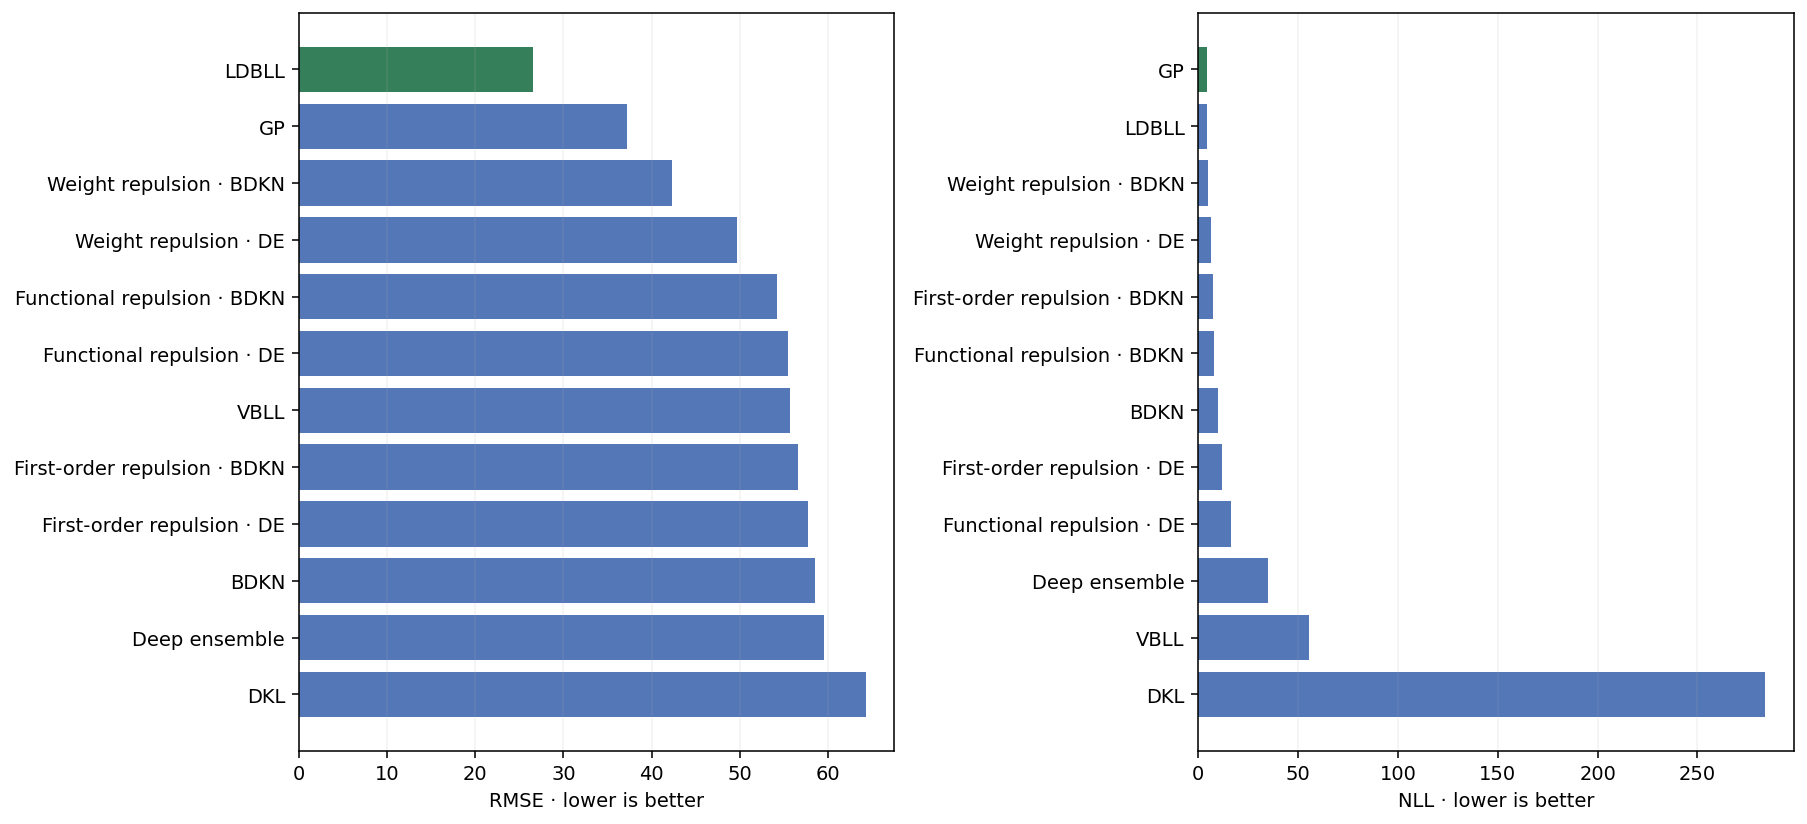 LDBLL
GP
Weight repulsion · BDKN
Weight repulsion · DE
Functional repulsion · BDKN
Functional repulsion · DE
VBLL
First-order repulsion · BDKN
First-order repulsion · DE
BDKN
Deep ensemble
DKL
0 10 20 30 40 50 60
RMSE · lower is better
GP
LDBLL
Weight repulsion · BDKN
Weight repulsion · DE
First-order repulsion · BDKN
Functional repulsion · BDKN
BDKN
First-order repulsion · DE
Functional repulsion · DE
Deep ensemble
VBLL
DKL
0 50 100 150 200 250
NLL · lower is better